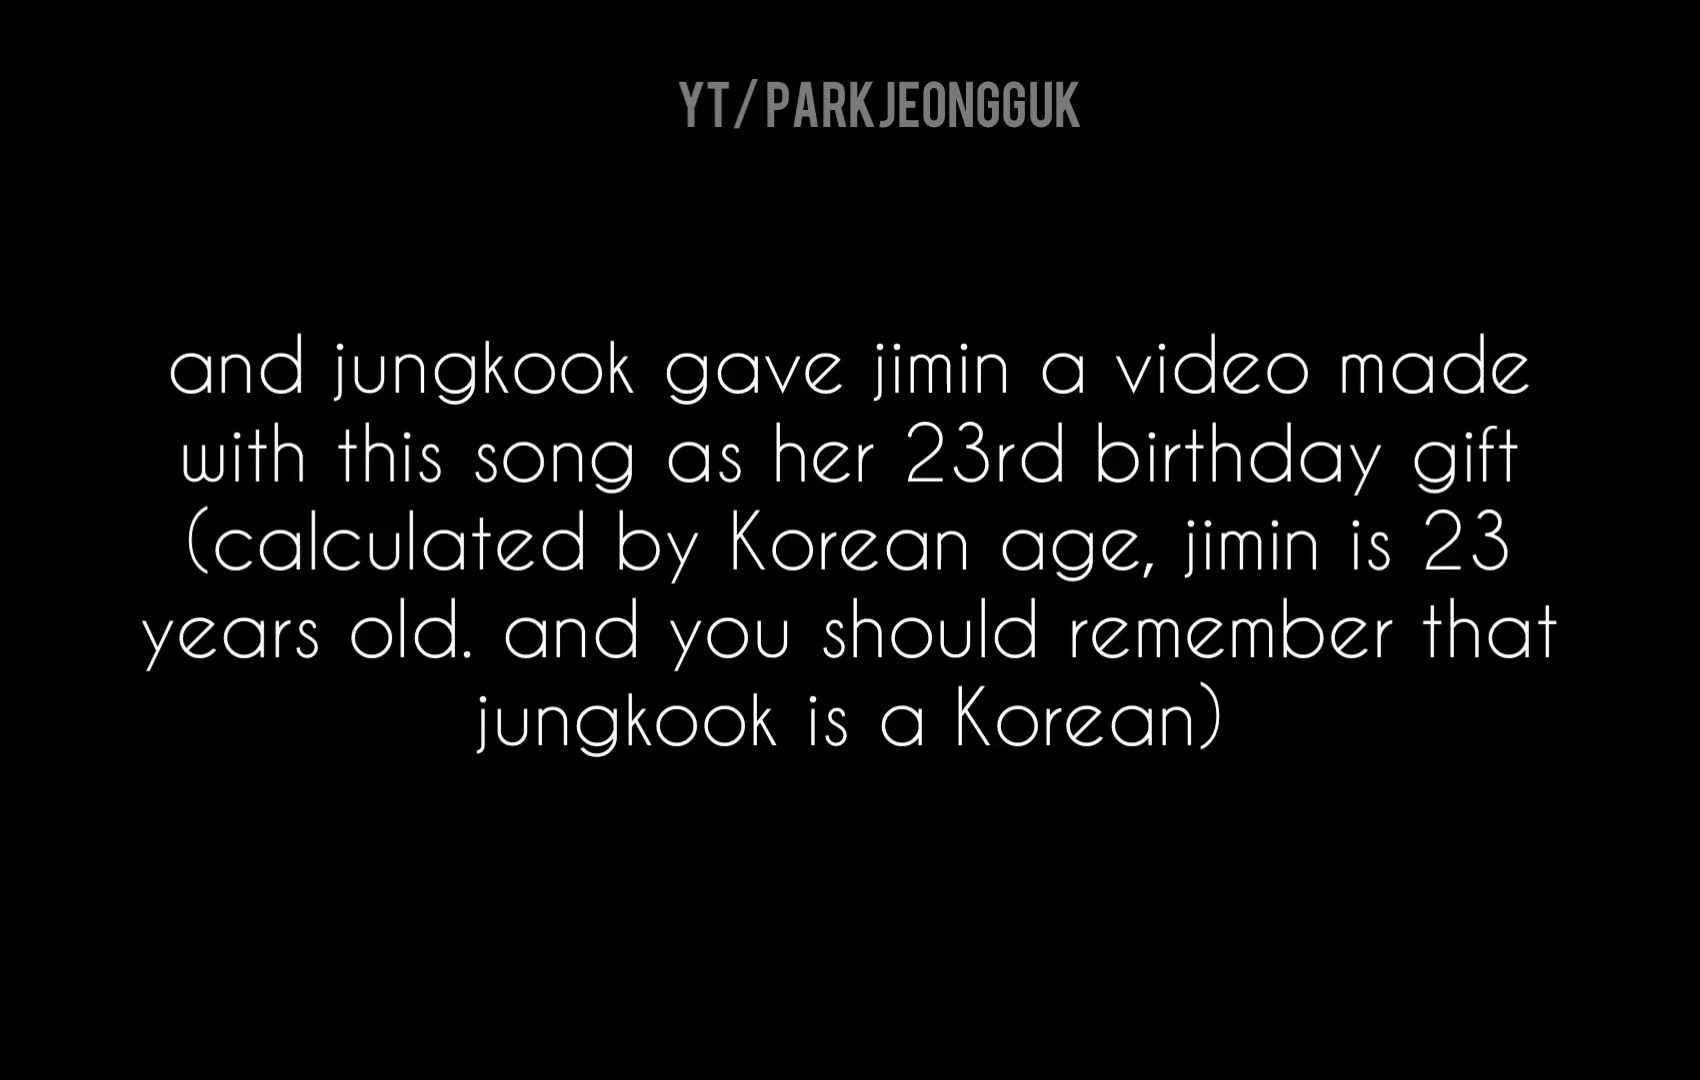 YT/PARKJEONGGUK
and jungkook gave jimin a video made
with this song as her 23rd birthday gift
(calculated by Korean age, jimin is 23
years old. and you should remember that
jungkook is a Korean)